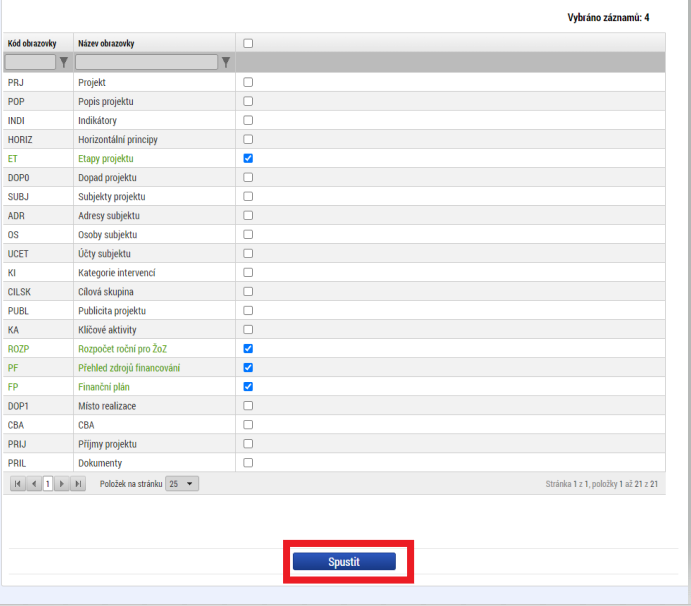 Vybráno záznamů: 4
Kód obrazovky Název obrazovky
PRJ Projekt
POP Popis projektu
INDI Indikátory
HORIZ Horizontální principy
ET Etapy projektu
DOP0 Dopad projektu
SUBJ Subjekty projektu
ADR Adresy subjektu
OS Osoby subjektu
UCET Účty subjektu
KI Kategorie intervencí
CILSK Cílová skupina
PUBL Publicita projektu
KA Klíčové aktivity
ROZP Rozpočet roční pro ŽoZ
PF Přehled zdrojů financování
FP Finanční plán
DOP1 Místo realizace
CBA CBA
PRIJ Příjmy projektu
PRIL Dokumenty
1 Položek na stránku 25 Stránka 1 z 1, položky 1 až 21 z 21
Spustit